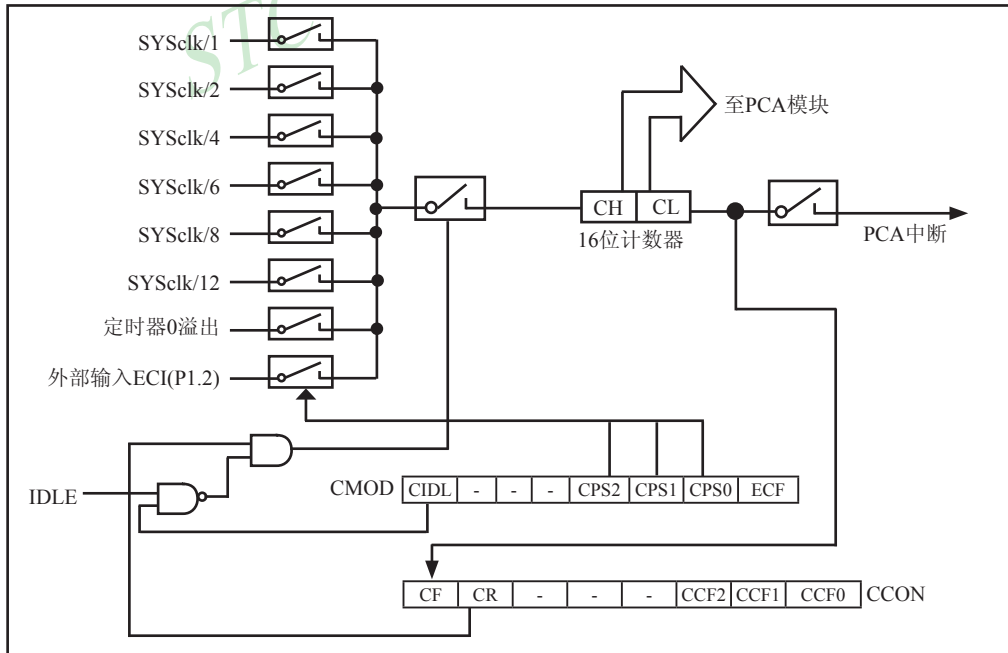 STC
SYSclk/1
SYSclk/2
SYSclk/4
SYSclk/6
SYSclk/8
SYSclk/12
定时器0溢出
外部输入ECI(P1.2)
至PCA模块
CH CL
16位计数器
PCA中断
IDLE
CMOD CIDL - - - CPS2 CPS1 CPS0 ECF
CF CR - - - CCF2 CCF1 CCF0 CCON